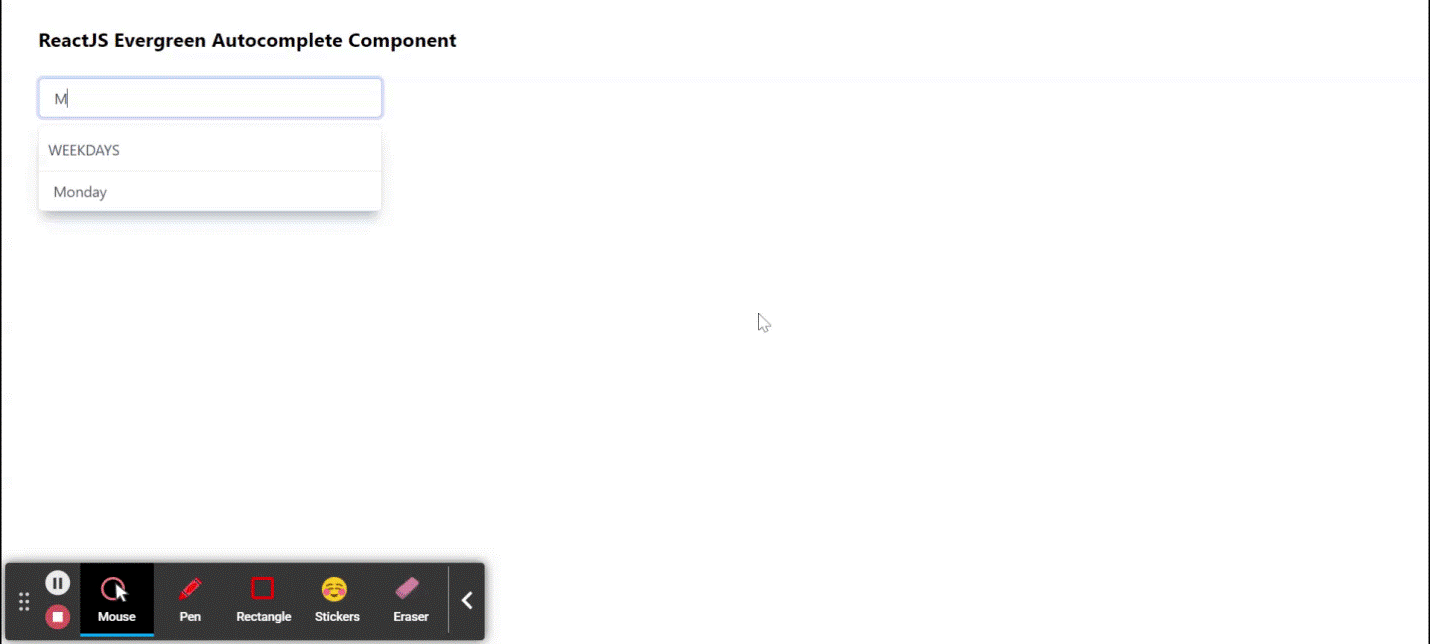 ReactJS Evergreen Autocomplete Component
M
WEEKDAYS
Monday
Mouse Pen Rectangle Stickers Eraser